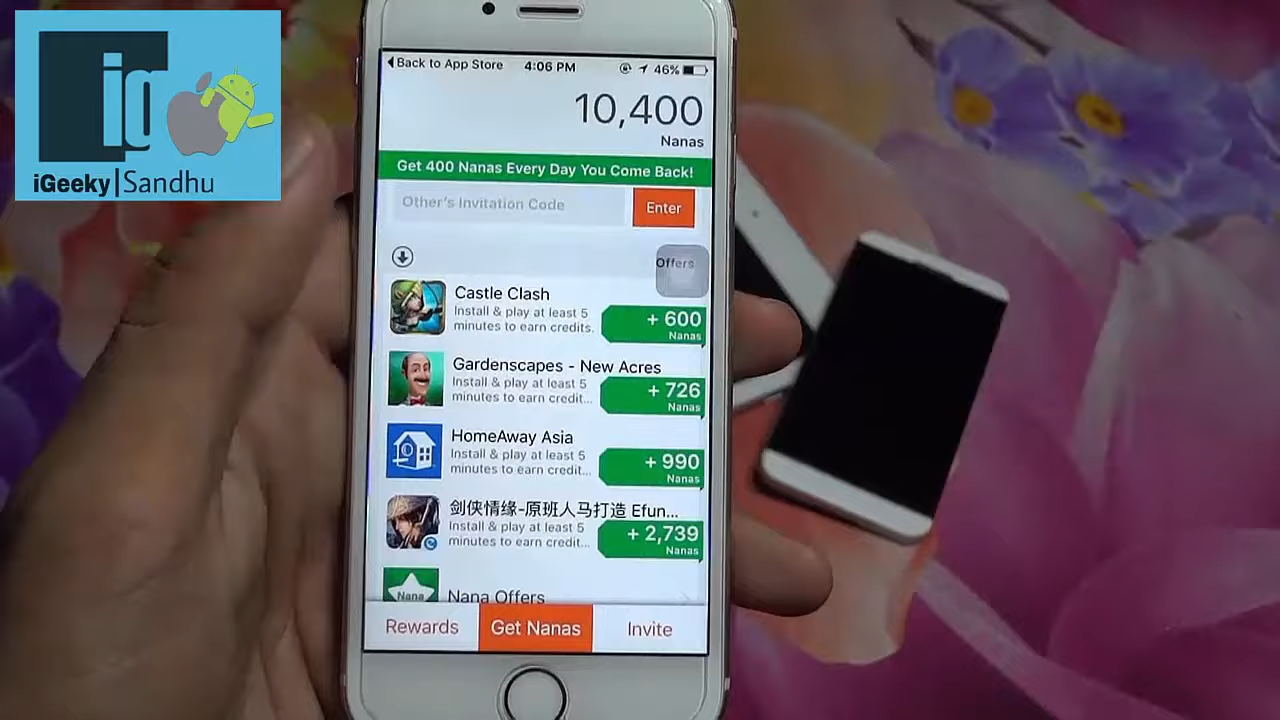 ig
iGeeky|Sandhu
Back to App Store 4:06 PM 46%
10,400
Nanas
Get 400 Nanas Every Day You Come Back!
Other's Invitation Code
Enter
Offers
Castle Clash
Install & play at least 5
minutes to earn credits.
+ 600
Nanas
Gardenscapes - New Acres
Install & play at least 5
minutes to earn credit...
+ 726
Nanas
HomeAway Asia
Install & play at least 5
minutes to earn credit...
+ 990
Nanas
剑侠情缘-原班人马打造 Efun...
Install & play at least 5
minutes to earn credit...
+ 2,739
Nanas
Nana
Nana Offers
Rewards
Get Nanas
Invite